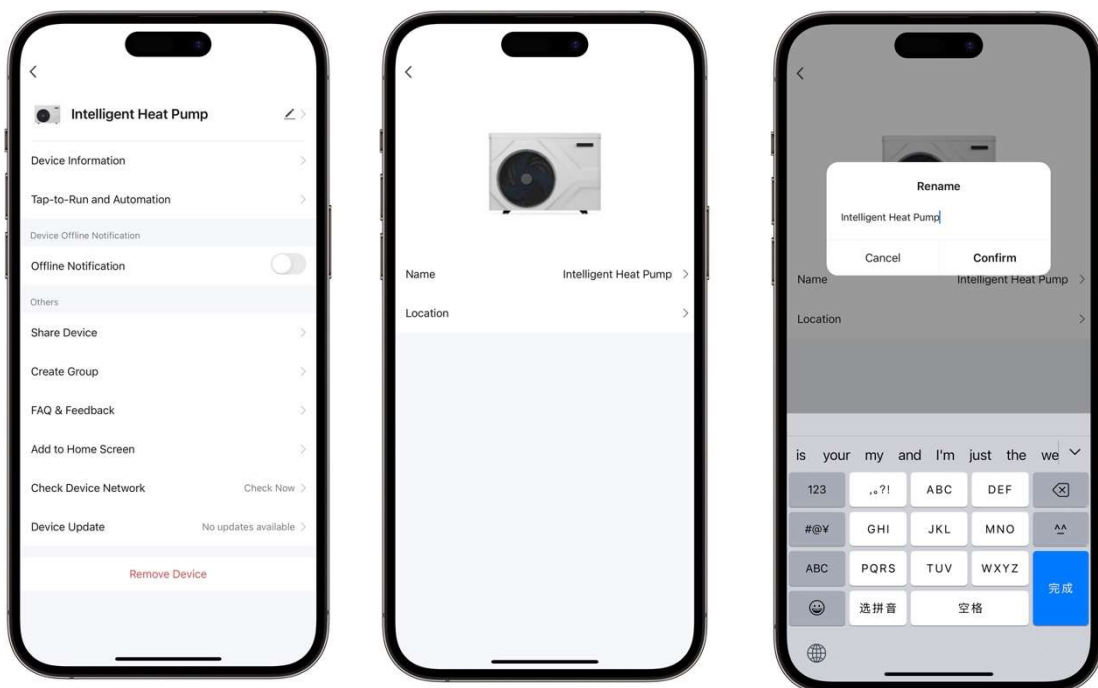 Intelligent Heat Pump
Device Information
Tap-to-Run and Automation
Device Offline Notification
Offline Notification
Others
Share Device
Create Group
FAQ & Feedback
Add to Home Screen
Check Device Network Check Now
Device Update No updates available
Remove Device
Name Intelligent Heat Pump
Location
Rename
Intelligent Heat Pump
Cancel Confirm
Name Intelligent Heat Pump
Location
is your my and I'm just the we
123 ,。?! ABC DEF
#@¥ GHI JKL MNO ^^
ABC PQRS TUV WXYZ 完成
选拼音 空格